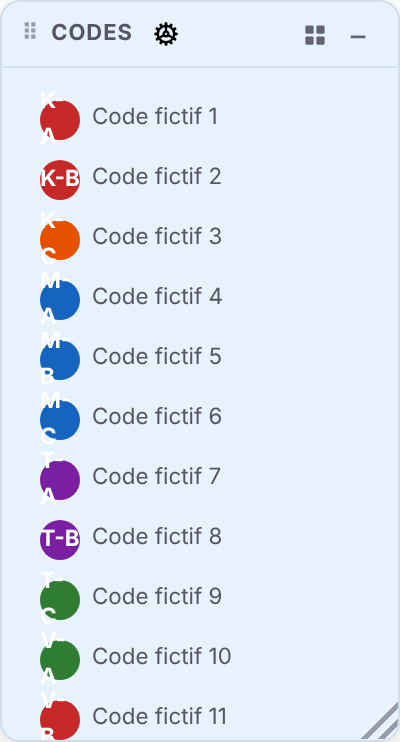 CODES
K-A Code fictif 1
K-B Code fictif 2
K-C Code fictif 3
M-A Code fictif 4
M-B Code fictif 5
M-C Code fictif 6
T-A Code fictif 7
T-B Code fictif 8
T-C Code fictif 9
V-A Code fictif 10
V-B Code fictif 11